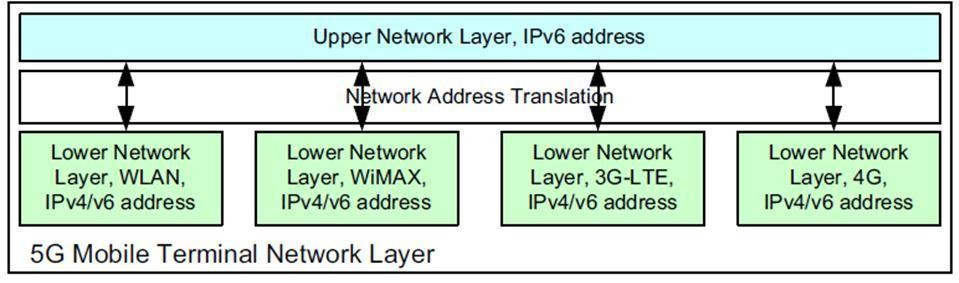 Upper Network Layer, IPv6 address
Network Address Translation
Lower Network
Layer, WLAN,
IPv4/v6 address
Lower Network
Layer, WiMAX,
IPv4/v6 address
Lower Network
Layer, 3G-LTE,
IPv4/v6 address
Lower Network
Layer, 4G,
IPv4/v6 address
5G Mobile Terminal Network Layer